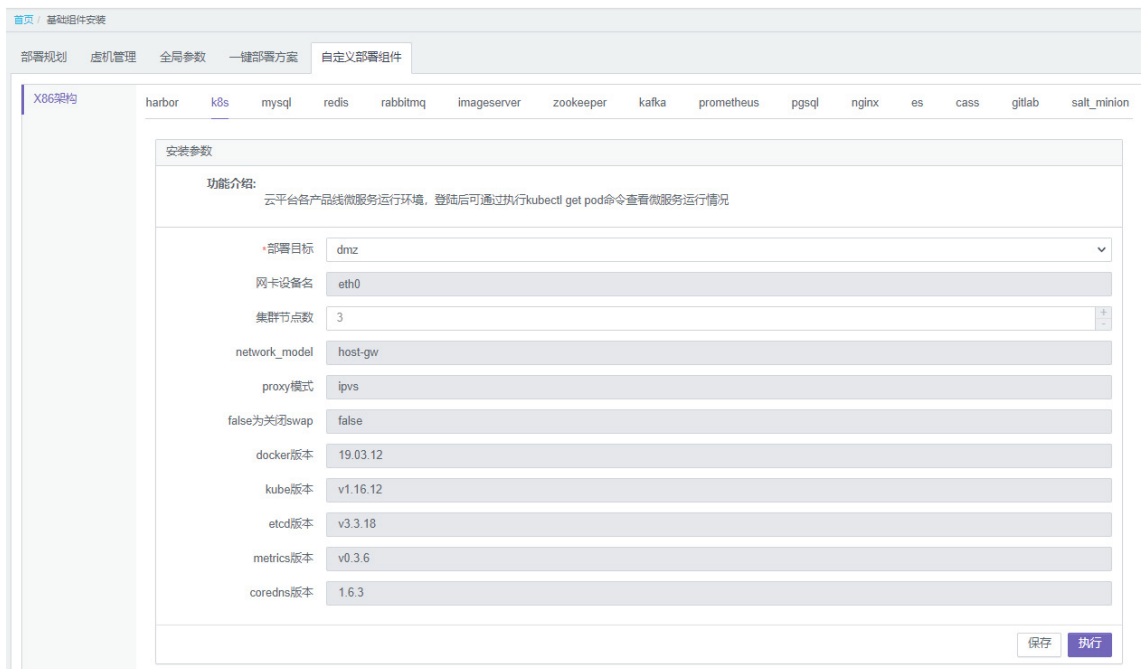 首页 / 基础组件安装
部署规划 虚机管理 全局参数 一键部署方案 自定义部署组件
X86架构
harbor k8s mysql redis rabbitmq imageserver zookeeper kafka prometheus pgsql nginx es cass gitlab salt_minion
安装参数
功能介绍:
云平台各产品线微服务运行环境，登陆后可通过执行kubectl get pod命令查看微服务运行情况
*部署目标 dmz
网卡设备名 eth0
集群节点数 3 + -
network_model host-gw
proxy模式 ipvs
false为关闭swap false
docker版本 19.03.12
kube版本 v1.16.12
etcd版本 v3.3.18
metrics版本 v0.3.6
coredns版本 1.6.3
保存 执行